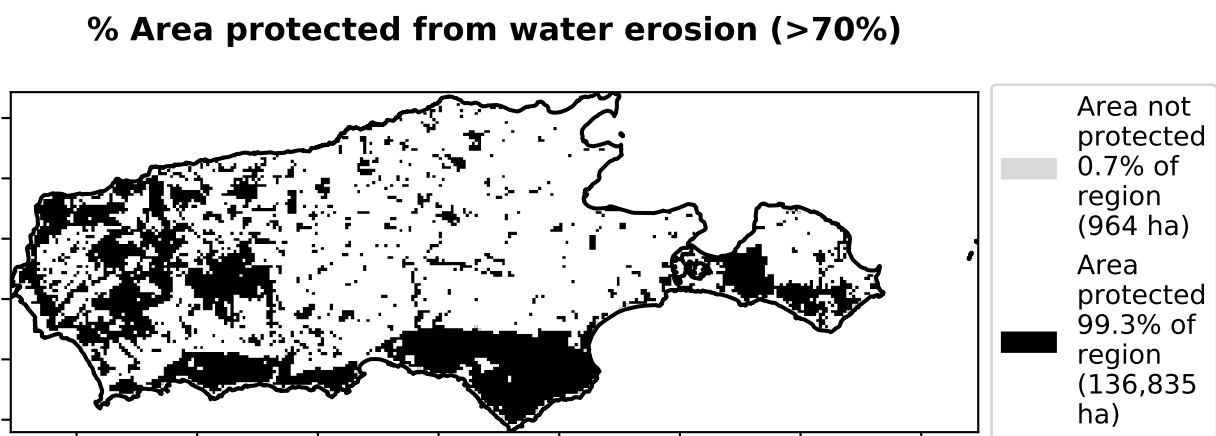 % Area protected from water erosion (>70%)
Area not
protected
0.7% of
region
(964 ha)
Area
protected
99.3% of
region
(136,835
ha)